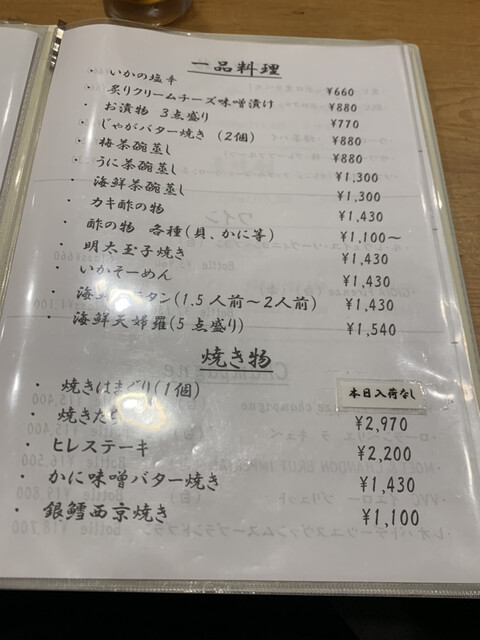 一品料理
・ いかの塩辛 ¥660
・ 炙りクリームチーズ味噌漬け ¥880
・ お漬物 3点盛り ¥770
・ じゃがバター焼き (2個) ¥880
・ 梅茶碗蒸し ¥880
・ うに茶碗蒸し ¥1,300
・ 海鮮茶碗蒸し ¥1,300
・ カキ酢の物 ¥1,430
・ 酢の物 各種(貝、かに等) ¥1,100~
・ 明太玉子焼き ¥1,430
・ いかそーめん ¥1,430
・ (1.5人前~2人前) ¥1,430
・ 海鮮天婦羅(5点盛り) ¥1,540
焼き物
・ 焼きはまぐり(1個) 本日入荷なし
・ ¥2,970
・ ヒレステーキ ¥2,200
・ かに味噌バター焼き ¥1,430
・ 銀鱈西京焼き ¥1,100